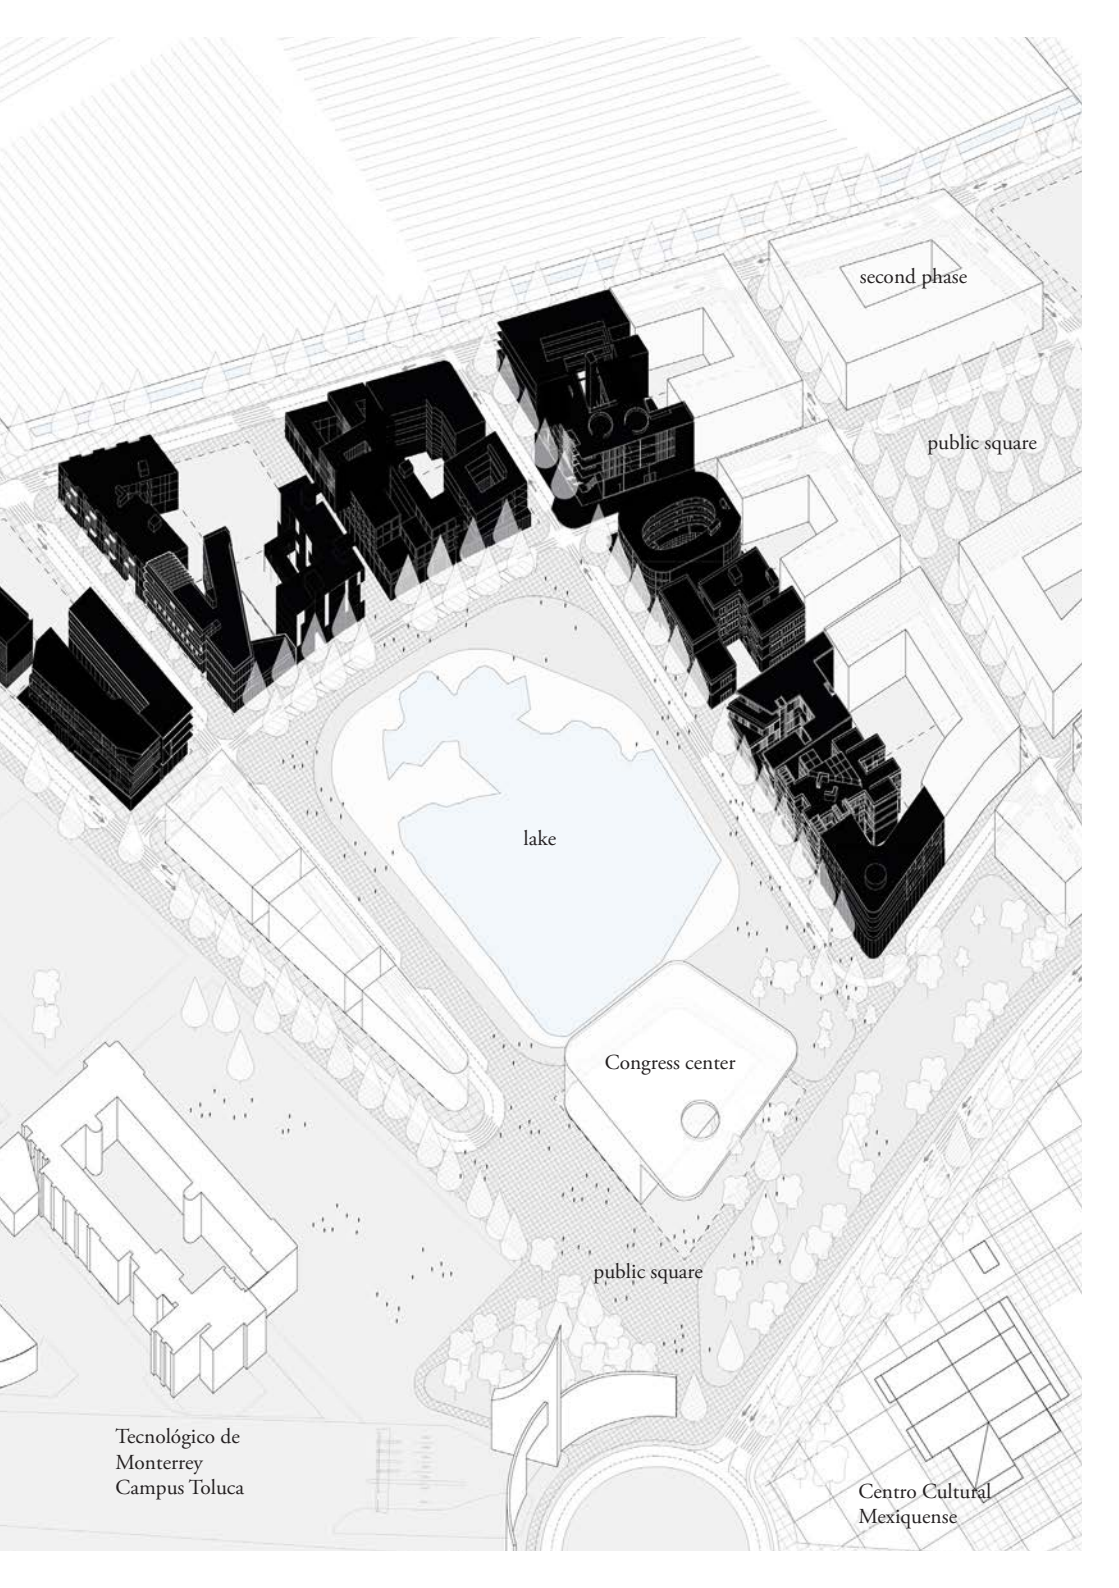 second phase
public square
lake
Congress center
public square
Tecnológico de
Monterrey
Campus Toluca
Centro Cultural
Mexiquense